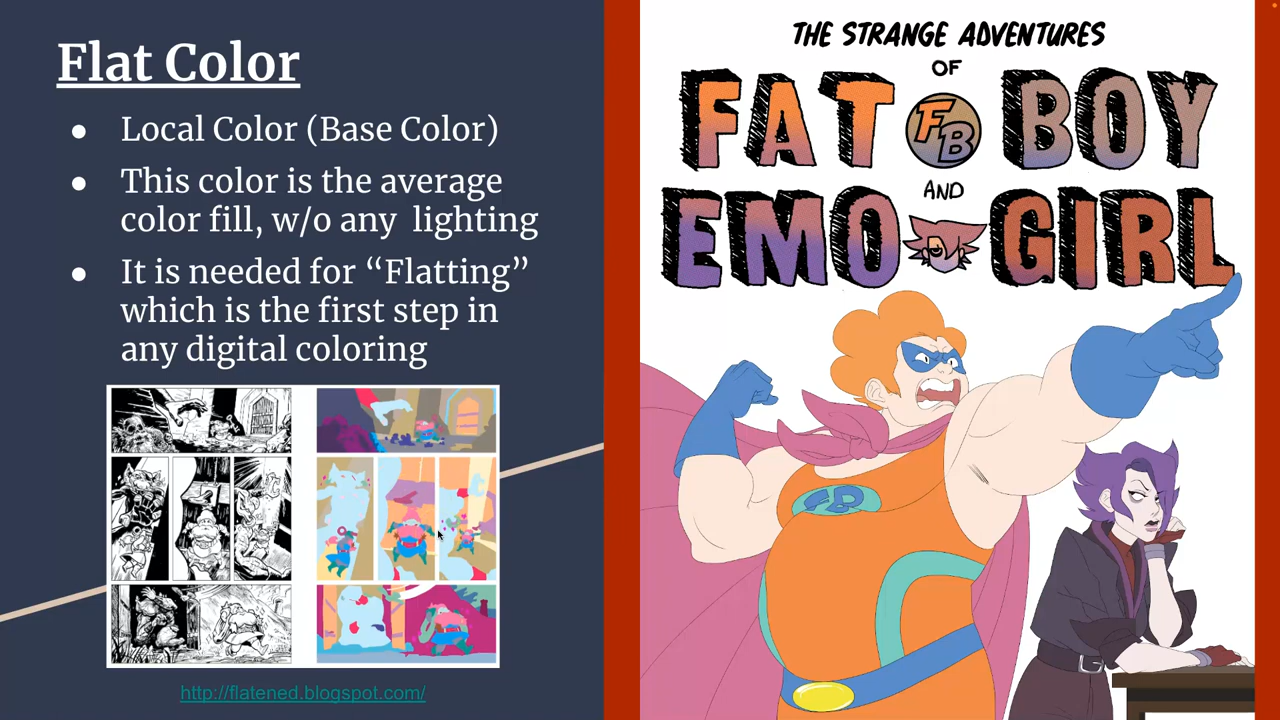 Flat Color
● Local Color (Base Color)
● This color is the average
color fill, w/o any lighting
● It is needed for “Flatting”
which is the first step in
any digital coloring
http://flatened.blogspot.com/
THE STRANGE ADVENTURES
OF
FAT FB BOY
AND
EMO GIRL
FB